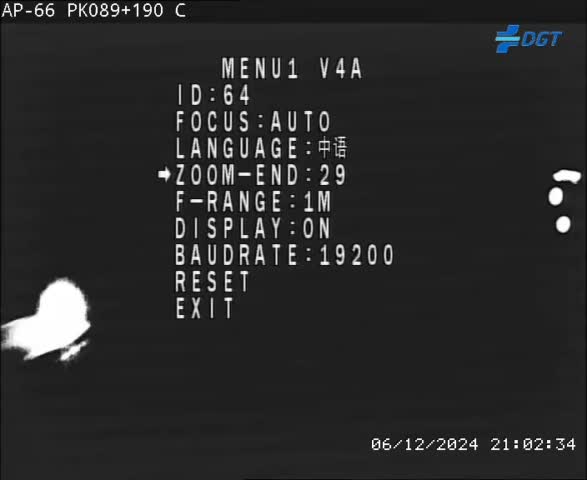 AP-66 PK089+190 C
DGT
MENU1 V4A
ID:64
FOCUS:AUTO
LANGUAGE:中语
ZOOM-END:29
F-RANGE:1M
DISPLAY:ON
BAUDRATE:19200
RESET
EXIT
06/12/2024 21:02:34